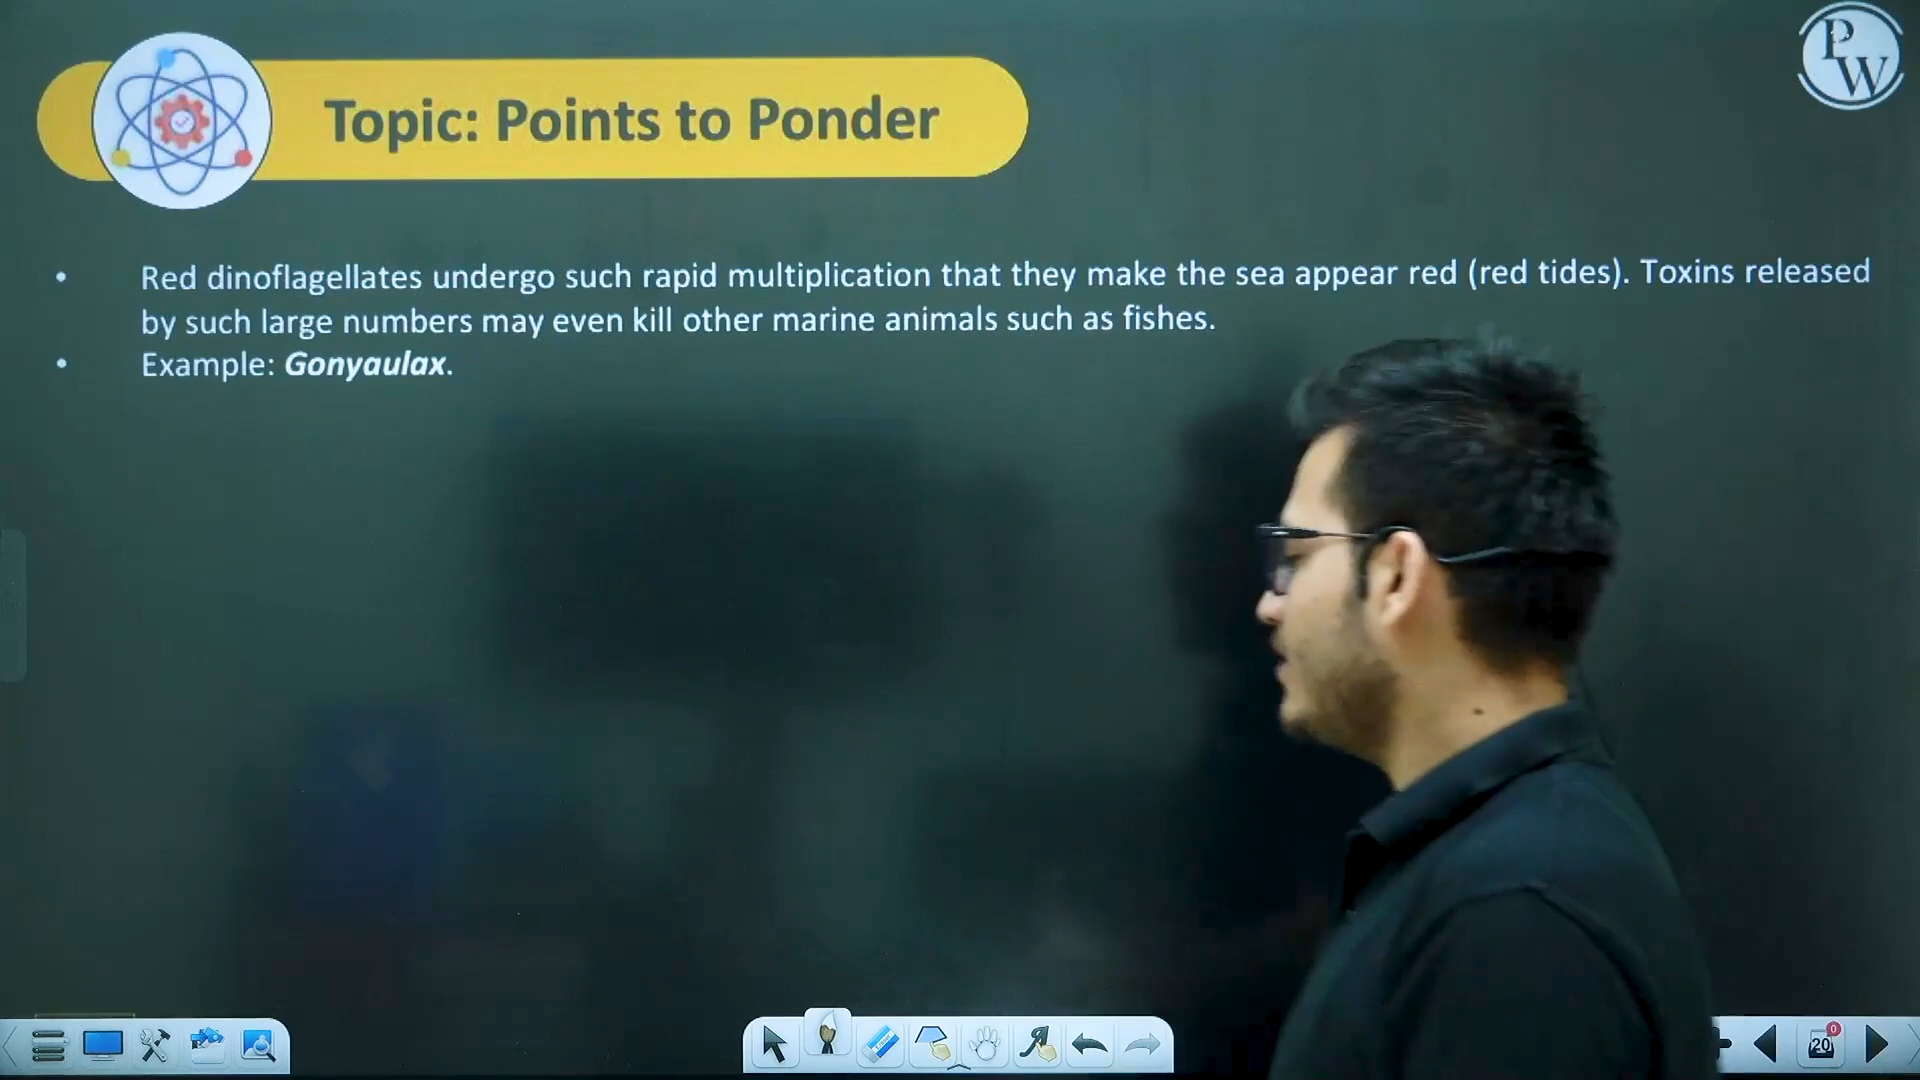 PW
Topic: Points to Ponder
• Red dinoflagellates undergo such rapid multiplication that they make the sea appear red (red tides). Toxins released
by such large numbers may even kill other marine animals such as fishes.
• Example: Gonyaulax.
0
20